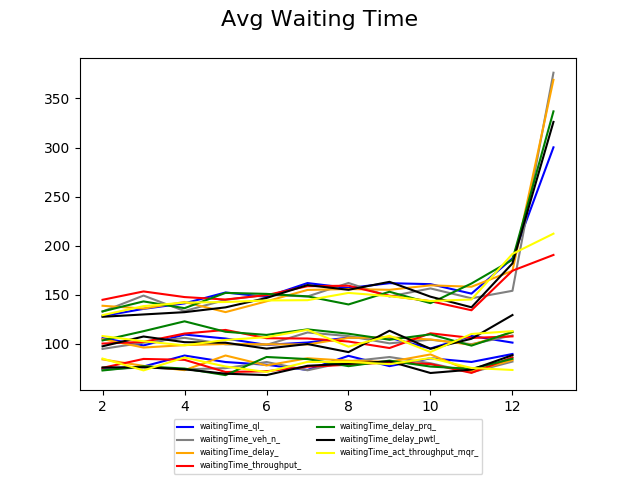 Avg Waiting Time
350
300
250
200
150
100
2 4 6 8 10 12
waitingTime_ql_ waitingTime_delay_prq_
waitingTime_veh_n_ waitingTime_delay_pwtl_
waitingTime_delay_ waitingTime_act_throughput_mqr_
waitingTime_throughput_